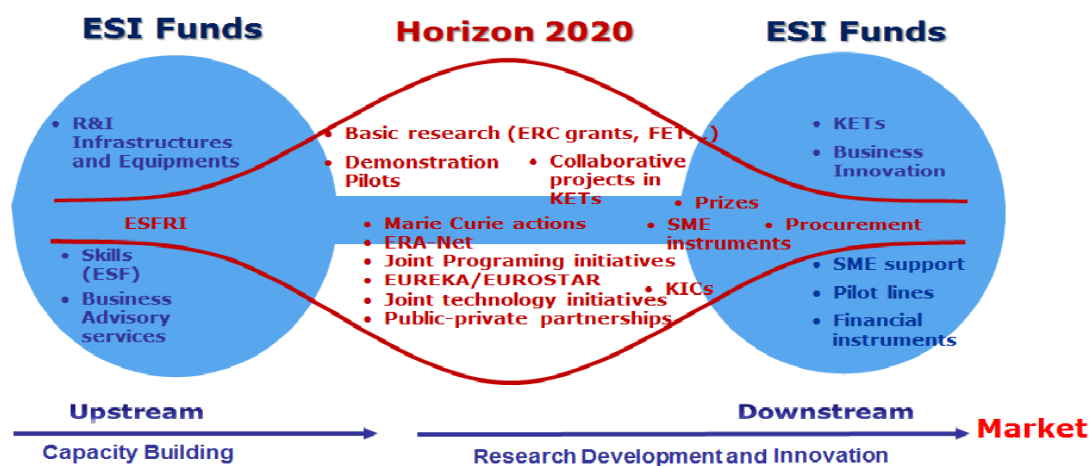 ESI Funds
Horizon 2020
ESI Funds
• R&I
Infrastructures
and Equipments
ESFRI
• Skills
(ESF)
• Business
Advisory
services
• Basic research (ERC grants, FET...)
• Demonstration
Pilots
• Collaborative
projects in
KETs
• Marie Curie actions
• ERA-Net
• Joint Programing initiatives
• EUREKA/EUROSTAR
• Joint technology initiatives
• Public-private partnerships
• Prizes
• SME
instruments
• Procurement
• KICs
• KETs
• Business
Innovation
• SME support
• Pilot lines
• Financial
instruments
Upstream
Downstream
Market
Capacity Building
Research Development and Innovation